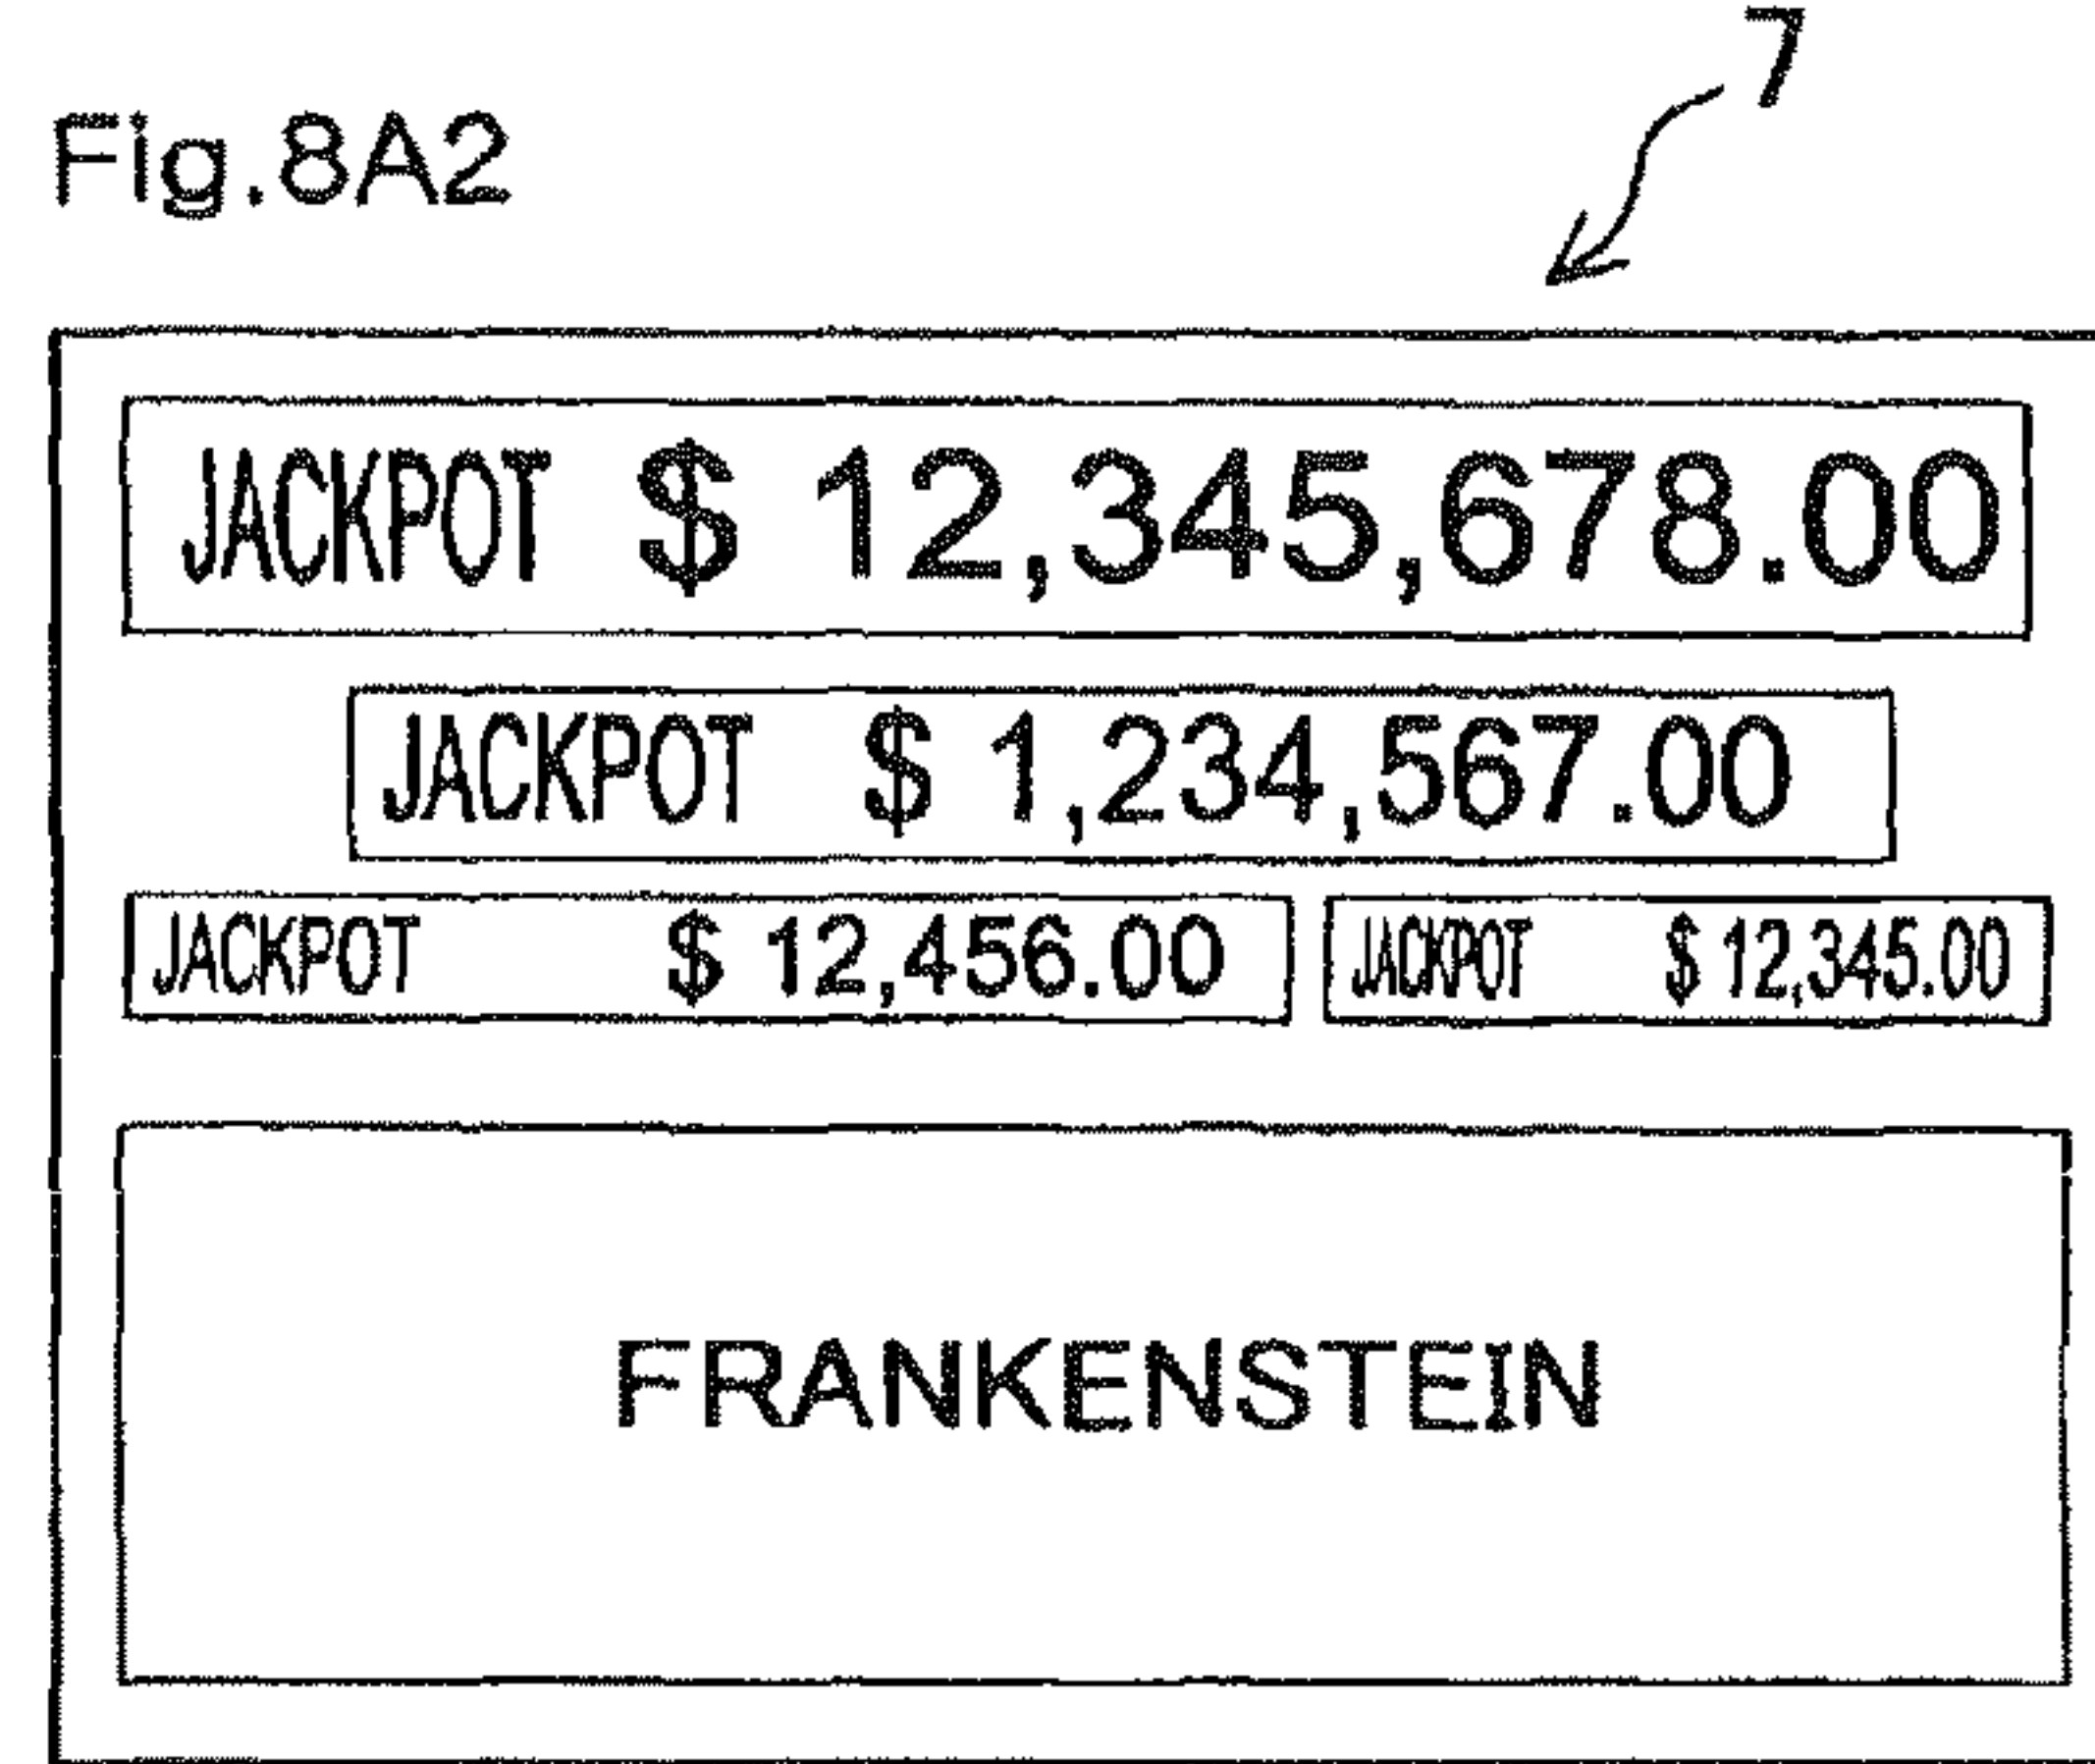 7
Fig.8A2
JACKPOT $ 12,345,678.00
JACKPOT $ 1,234,567.00
JACKPOT $ 12,456.00 JACKPOT $ 12,345.00
FRANKENSTEIN